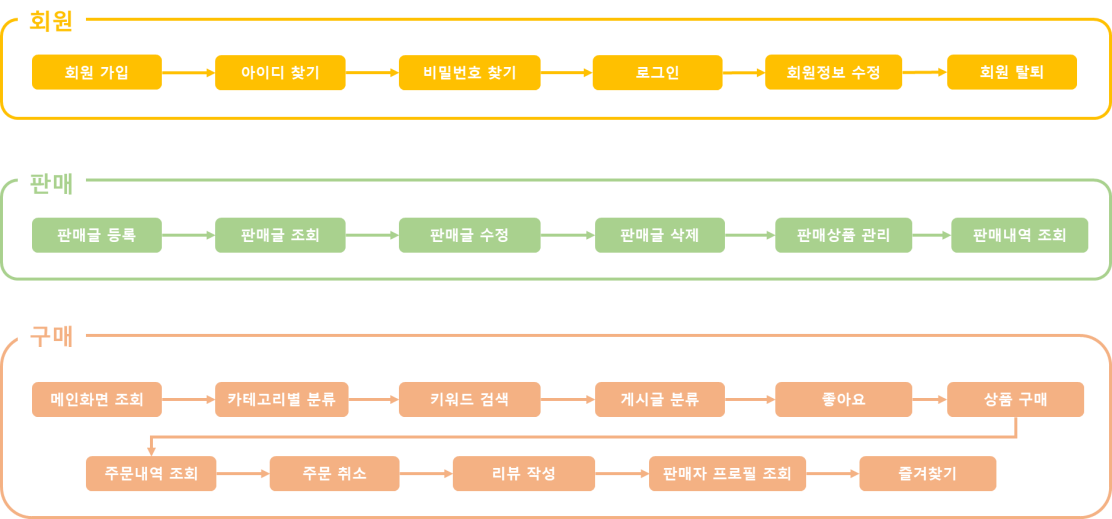 회원
회원 가입
아이디 찾기
비밀번호 찾기
로그인
회원정보 수정
회원 탈퇴
판매
판매글 등록
판매글 조회
판매글 수정
판매글 삭제
판매상품 관리
판매내역 조회
구매
메인화면 조회
카테고리별 분류
키워드 검색
게시글 분류
좋아요
상품 구매
주문내역 조회
주문 취소
리뷰 작성
판매자 프로필 조회
즐겨찾기